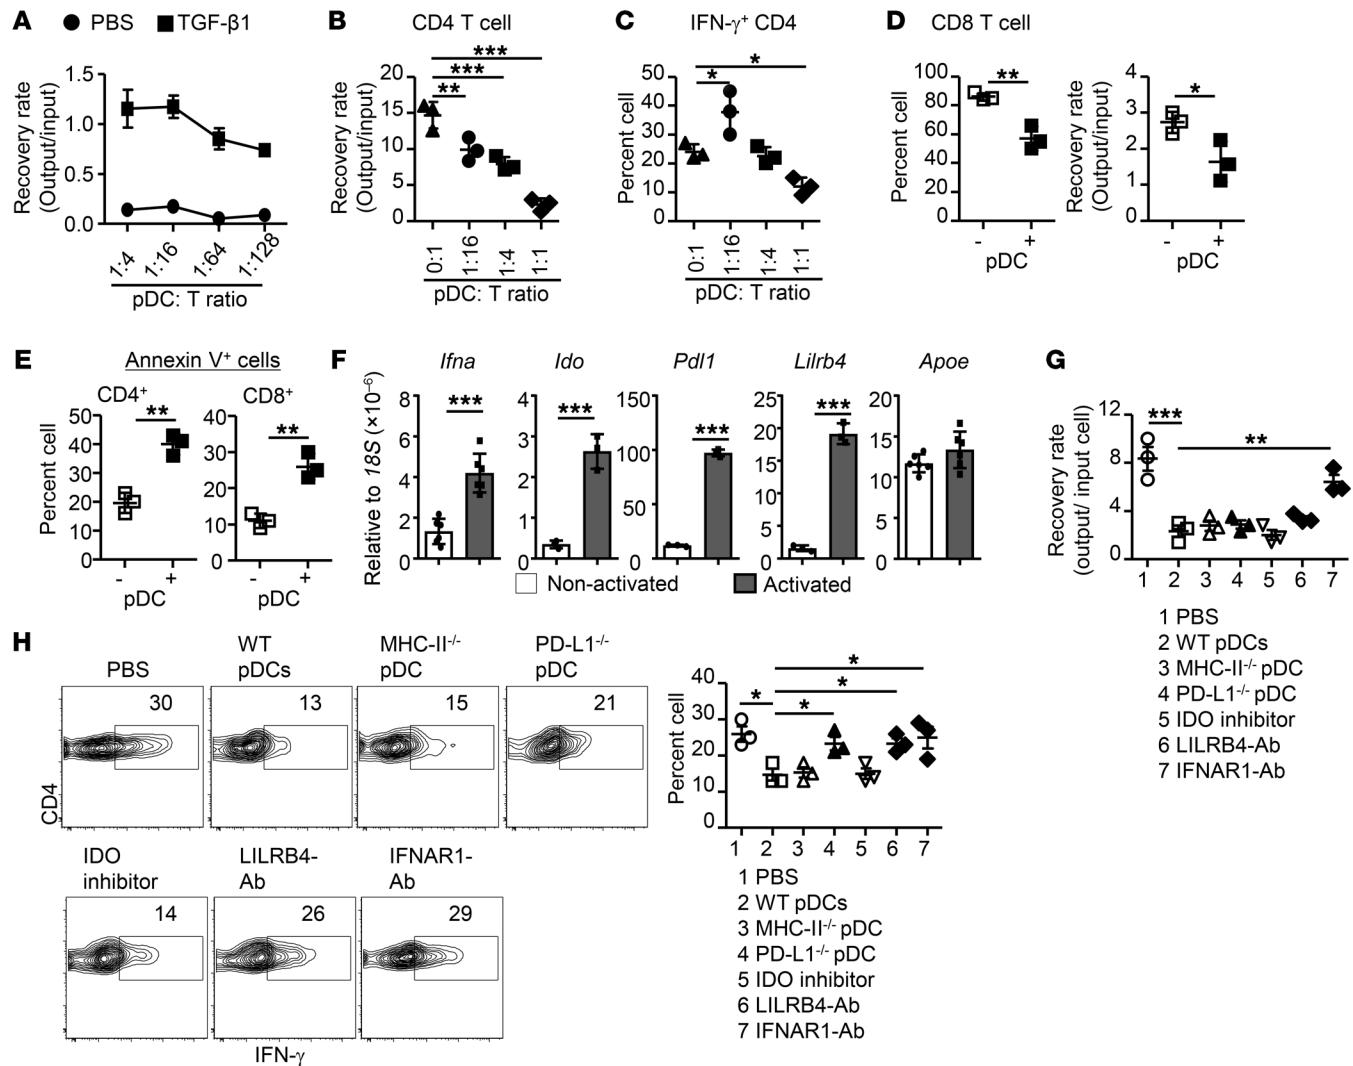 A ● PBS ■ TGF-β1
Recovery rate
(Output/input)
1.5
1.0
0.5
0.0
1:4 1:16 1:64 1:128
pDC: T ratio
B CD4 T cell
Recovery rate
(Output/input)
20
15
10
5
0
***
***
**
0:1 1:16 1:4 1:1
pDC: T ratio
C IFN-γ+ CD4
Percent cell
50
40
30
20
10
0
*
*
0:1 1:16 1:4 1:1
pDC: T ratio
D CD8 T cell
Percent cell
100
80
60
40
20
0
**
- +
pDC
Recovery rate
(Output/input)
4
3
2
1
0
*
- +
pDC
E Annexin V+ cells
CD4+
Percent cell
50
40
30
20
10
0
**
- +
pDC
CD8+
40
30
20
10
0
**
- +
pDC
F
Relative to 18S (×10–6)
Ifna
8
6
4
2
0
***
Ido
4
3
2
1
0
***
Pdl1
150
100
50
0
***
Lilrb4
25
20
15
10
5
0
***
Apoe
20
15
10
5
0
Non-activated Activated
G
Recovery rate
(output/ input cell)
12
8
4
0
***
**
1 2 3 4 5 6 7
1 PBS
2 WT pDCs
3 MHC-II-/- pDC
4 PD-L1-/- pDC
5 IDO inhibitor
6 LILRB4-Ab
7 IFNAR1-Ab
H
PBS
30
WT
pDCs
13
MHC-II-/-
pDC
15
PD-L1-/-
pDC
21
CD4
IDO
inhibitor
14
LILRB4-
Ab
26
IFNAR1-
Ab
29
IFN-γ
Percent cell
40
30
20
10
0
*
*
*
*
1 2 3 4 5 6 7
1 PBS
2 WT pDCs
3 MHC-II-/- pDC
4 PD-L1-/- pDC
5 IDO inhibitor
6 LILRB4-Ab
7 IFNAR1-Ab